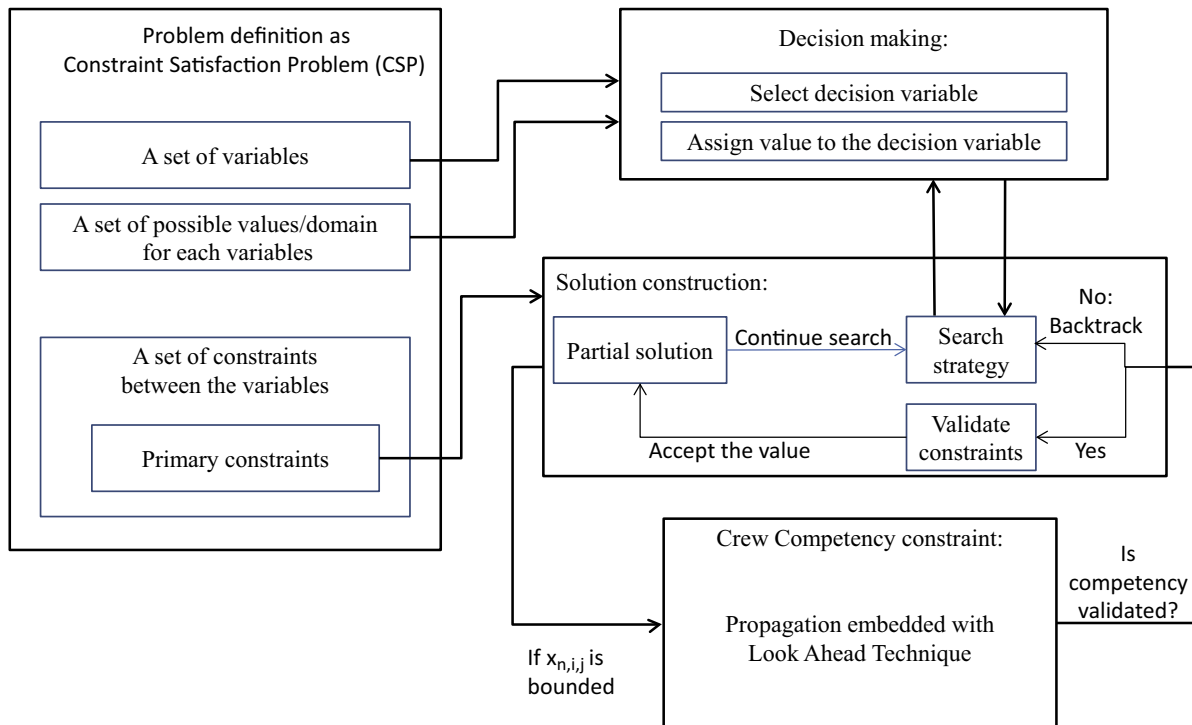 Problem definition as
Constraint Satisfaction Problem (CSP)
A set of variables
A set of possible values/domain
for each variables
A set of constraints
between the variables
Primary constraints
Decision making:
Select decision variable
Assign value to the decision variable
Solution construction:
Partial solution
Continue search
Search
strategy
No:
Backtrack
Accept the value
Validate
constraints
Yes
If x_{n,i,j} is
bounded
Crew Competency constraint:
Propagation embedded with
Look Ahead Technique
Is
competency
validated?